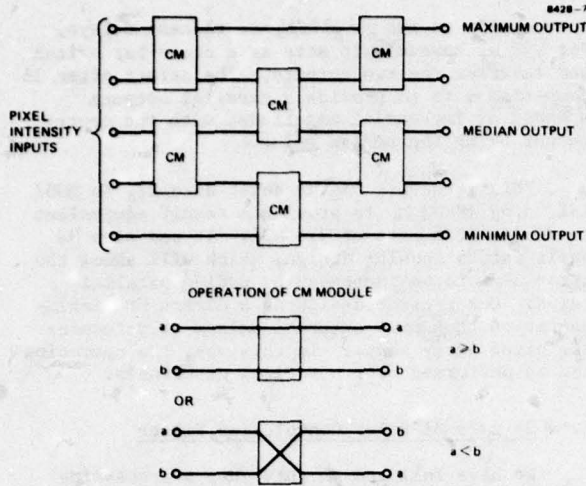 8428-7
MAXIMUM OUTPUT
CM
CM
PIXEL
INTENSITY
INPUTS
CM
MEDIAN OUTPUT
CM
CM
CM
MINIMUM OUTPUT
OPERATION OF CM MODULE
a
a
a ≥ b
b
b
OR
a
b
a < b
b
a